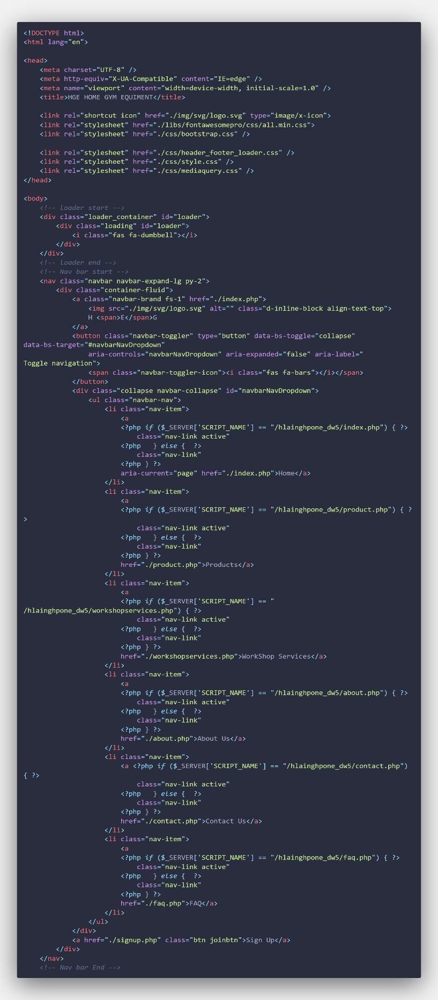 <!DOCTYPE html>
<html lang="en">

<head>
    <meta charset="UTF-8" />
    <meta http-equiv="X-UA-Compatible" content="IE=edge" />
    <meta name="viewport" content="width=device-width, initial-scale=1.0" />
    <title>HGE HOME GYM EQUIMENT</title>

    <link rel="shortcut icon" href="./img/svg/logo.svg" type="image/x-icon">
    <link rel="stylesheet" href="./libs/fontawesomepro/css/all.min.css">
    <link rel="stylesheet" href="./css/bootstrap.css" />

    <link rel="stylesheet" href="./css/header_footer_loader.css" />
    <link rel="stylesheet" href="./css/style.css" />
    <link rel="stylesheet" href="./css/mediaquery.css" />
</head>

<body>
    <!-- Loader start -->
    <div class="loader_container" id="loader">
        <div class="loading" id="loader">
            <i class="fas fa-dumbbell"></i>
        </div>
    </div>
    <!-- Loader end -->
    <!-- Nav bar start -->
    <nav class="navbar navbar-expand-lg py-2">
        <div class="container-fluid">
            <a class="navbar-brand fs-1" href="./index.php">
                <img src="./img/svg/logo.svg" alt="" class="d-inline-block align-text-top">
                H <span>E</span>G
            </a>
            <button class="navbar-toggler" type="button" data-bs-toggle="collapse"
data-bs-target="#navbarNavDropdown"
                aria-controls="navbarNavDropdown" aria-expanded="false" aria-label="
Toggle navigation">
                <span class="navbar-toggler-icon"><i class="fas fa-bars"></i></span>
            </button>
            <div class="collapse navbar-collapse" id="navbarNavDropdown">
                <ul class="navbar-nav">
                    <li class="nav-item">
                        <a
                        <?php if ($_SERVER['SCRIPT_NAME'] == "/hlainghpone_dw5/index.php") { ?>
                            class="nav-link active"
                        <?php   } else {  ?>
                            class="nav-link"
                        <?php } ?>
                        aria-current="page" href="./index.php">Home</a>
                    </li>
                    <li class="nav-item">
                        <a
                        <?php if ($_SERVER['SCRIPT_NAME'] == "/hlainghpone_dw5/product.php") { ?
>
                            class="nav-link active"
                        <?php   } else {  ?>
                            class="nav-link"
                        <?php } ?>
                        href="./product.php">Products</a>
                    </li>
                    <li class="nav-item">
                        <a
                        <?php if ($_SERVER['SCRIPT_NAME'] == "
/hlainghpone_dw5/workshopservices.php") { ?>
                            class="nav-link active"
                        <?php   } else {  ?>
                            class="nav-link"
                        <?php } ?>
                        href="./workshopservices.php">WorkShop Services</a>
                    </li>
                    <li class="nav-item">
                        <a
                        <?php if ($_SERVER['SCRIPT_NAME'] == "/hlainghpone_dw5/about.php") { ?>
                            class="nav-link active"
                        <?php   } else {  ?>
                            class="nav-link"
                        <?php } ?>
                        href="./about.php">About Us</a>
                    </li>
                    <li class="nav-item">
                        <a <?php if ($_SERVER['SCRIPT_NAME'] == "/hlainghpone_dw5/contact.php")
{ ?>
                            class="nav-link active"
                        <?php   } else {  ?>
                            class="nav-link"
                        <?php } ?>
                        href="./contact.php">Contact Us</a>
                    </li>
                    <li class="nav-item">
                        <a
                        <?php if ($_SERVER['SCRIPT_NAME'] == "/hlainghpone_dw5/faq.php") { ?>
                            class="nav-link active"
                        <?php   } else {  ?>
                            class="nav-link"
                        <?php } ?>
                        href="./faq.php">FAQ</a>
                    </li>
                </ul>
            </div>
            <a href="./signup.php" class="btn joinbtn">Sign Up</a>
        </div>
    </nav>
    <!-- Nav bar End -->